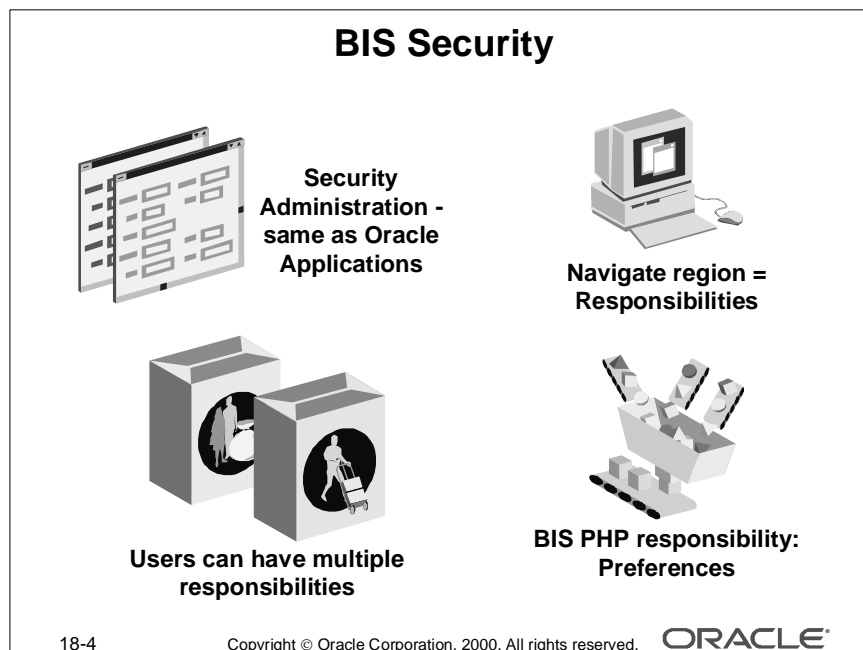 BIS Security
Security
Administration -
same as Oracle
Applications
Navigate region =
Responsibilities
Users can have multiple
responsibilities
BIS PHP responsibility:
Preferences
18-4
Copyright © Oracle Corporation, 2000. All rights reserved.
ORACLE®